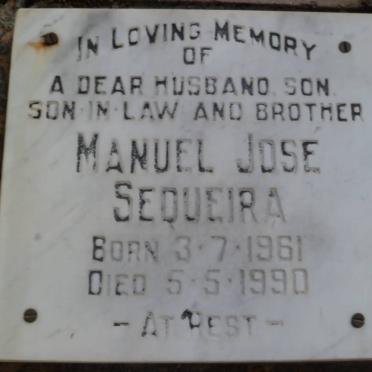 IN LOVING MEMORY
OF
A DEAR HUSBAND, SON,
SON-IN-LAW AND BROTHER
MANUEL JOSE
SEQUEIRA
BORN 3·7·1961
DIED 5·5·1990
– AT REST –